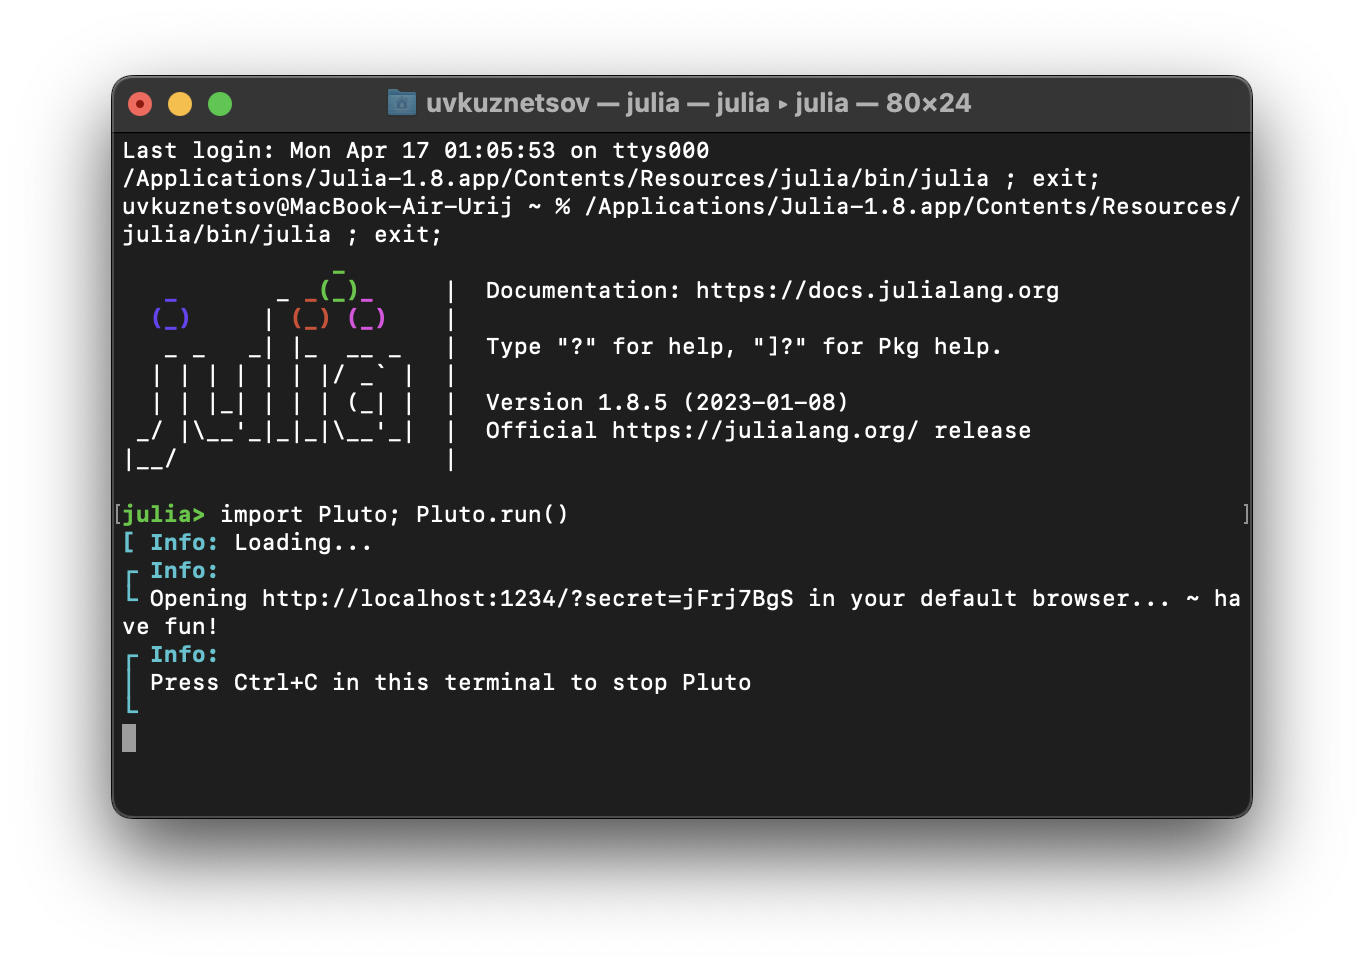 uvkuznetsov — julia — julia ▸ julia — 80×24
Last login: Mon Apr 17 01:05:53 on ttys000
/Applications/Julia-1.8.app/Contents/Resources/julia/bin/julia ; exit;
uvkuznetsov@MacBook-Air-Urij ~ % /Applications/Julia-1.8.app/Contents/Resources/
julia/bin/julia ; exit;
               _
   _       _ _(_)_     |  Documentation: https://docs.julialang.org
  (_)     | (_) (_)    |
   _ _   _| |_  __ _   |  Type "?" for help, "]?" for Pkg help.
  | | | | | | |/ _` |  |
  | | |_| | | | (_| |  |  Version 1.8.5 (2023-01-08)
 _/ |\__'_|_|_|\__'_|  |  Official https://julialang.org/ release
|__/                   |
[julia> import Pluto; Pluto.run() ]
[ Info: Loading...
┌ Info:
└ Opening http://localhost:1234/?secret=jFrj7BgS in your default browser... ~ ha
ve fun!
┌ Info:
│ Press Ctrl+C in this terminal to stop Pluto
└